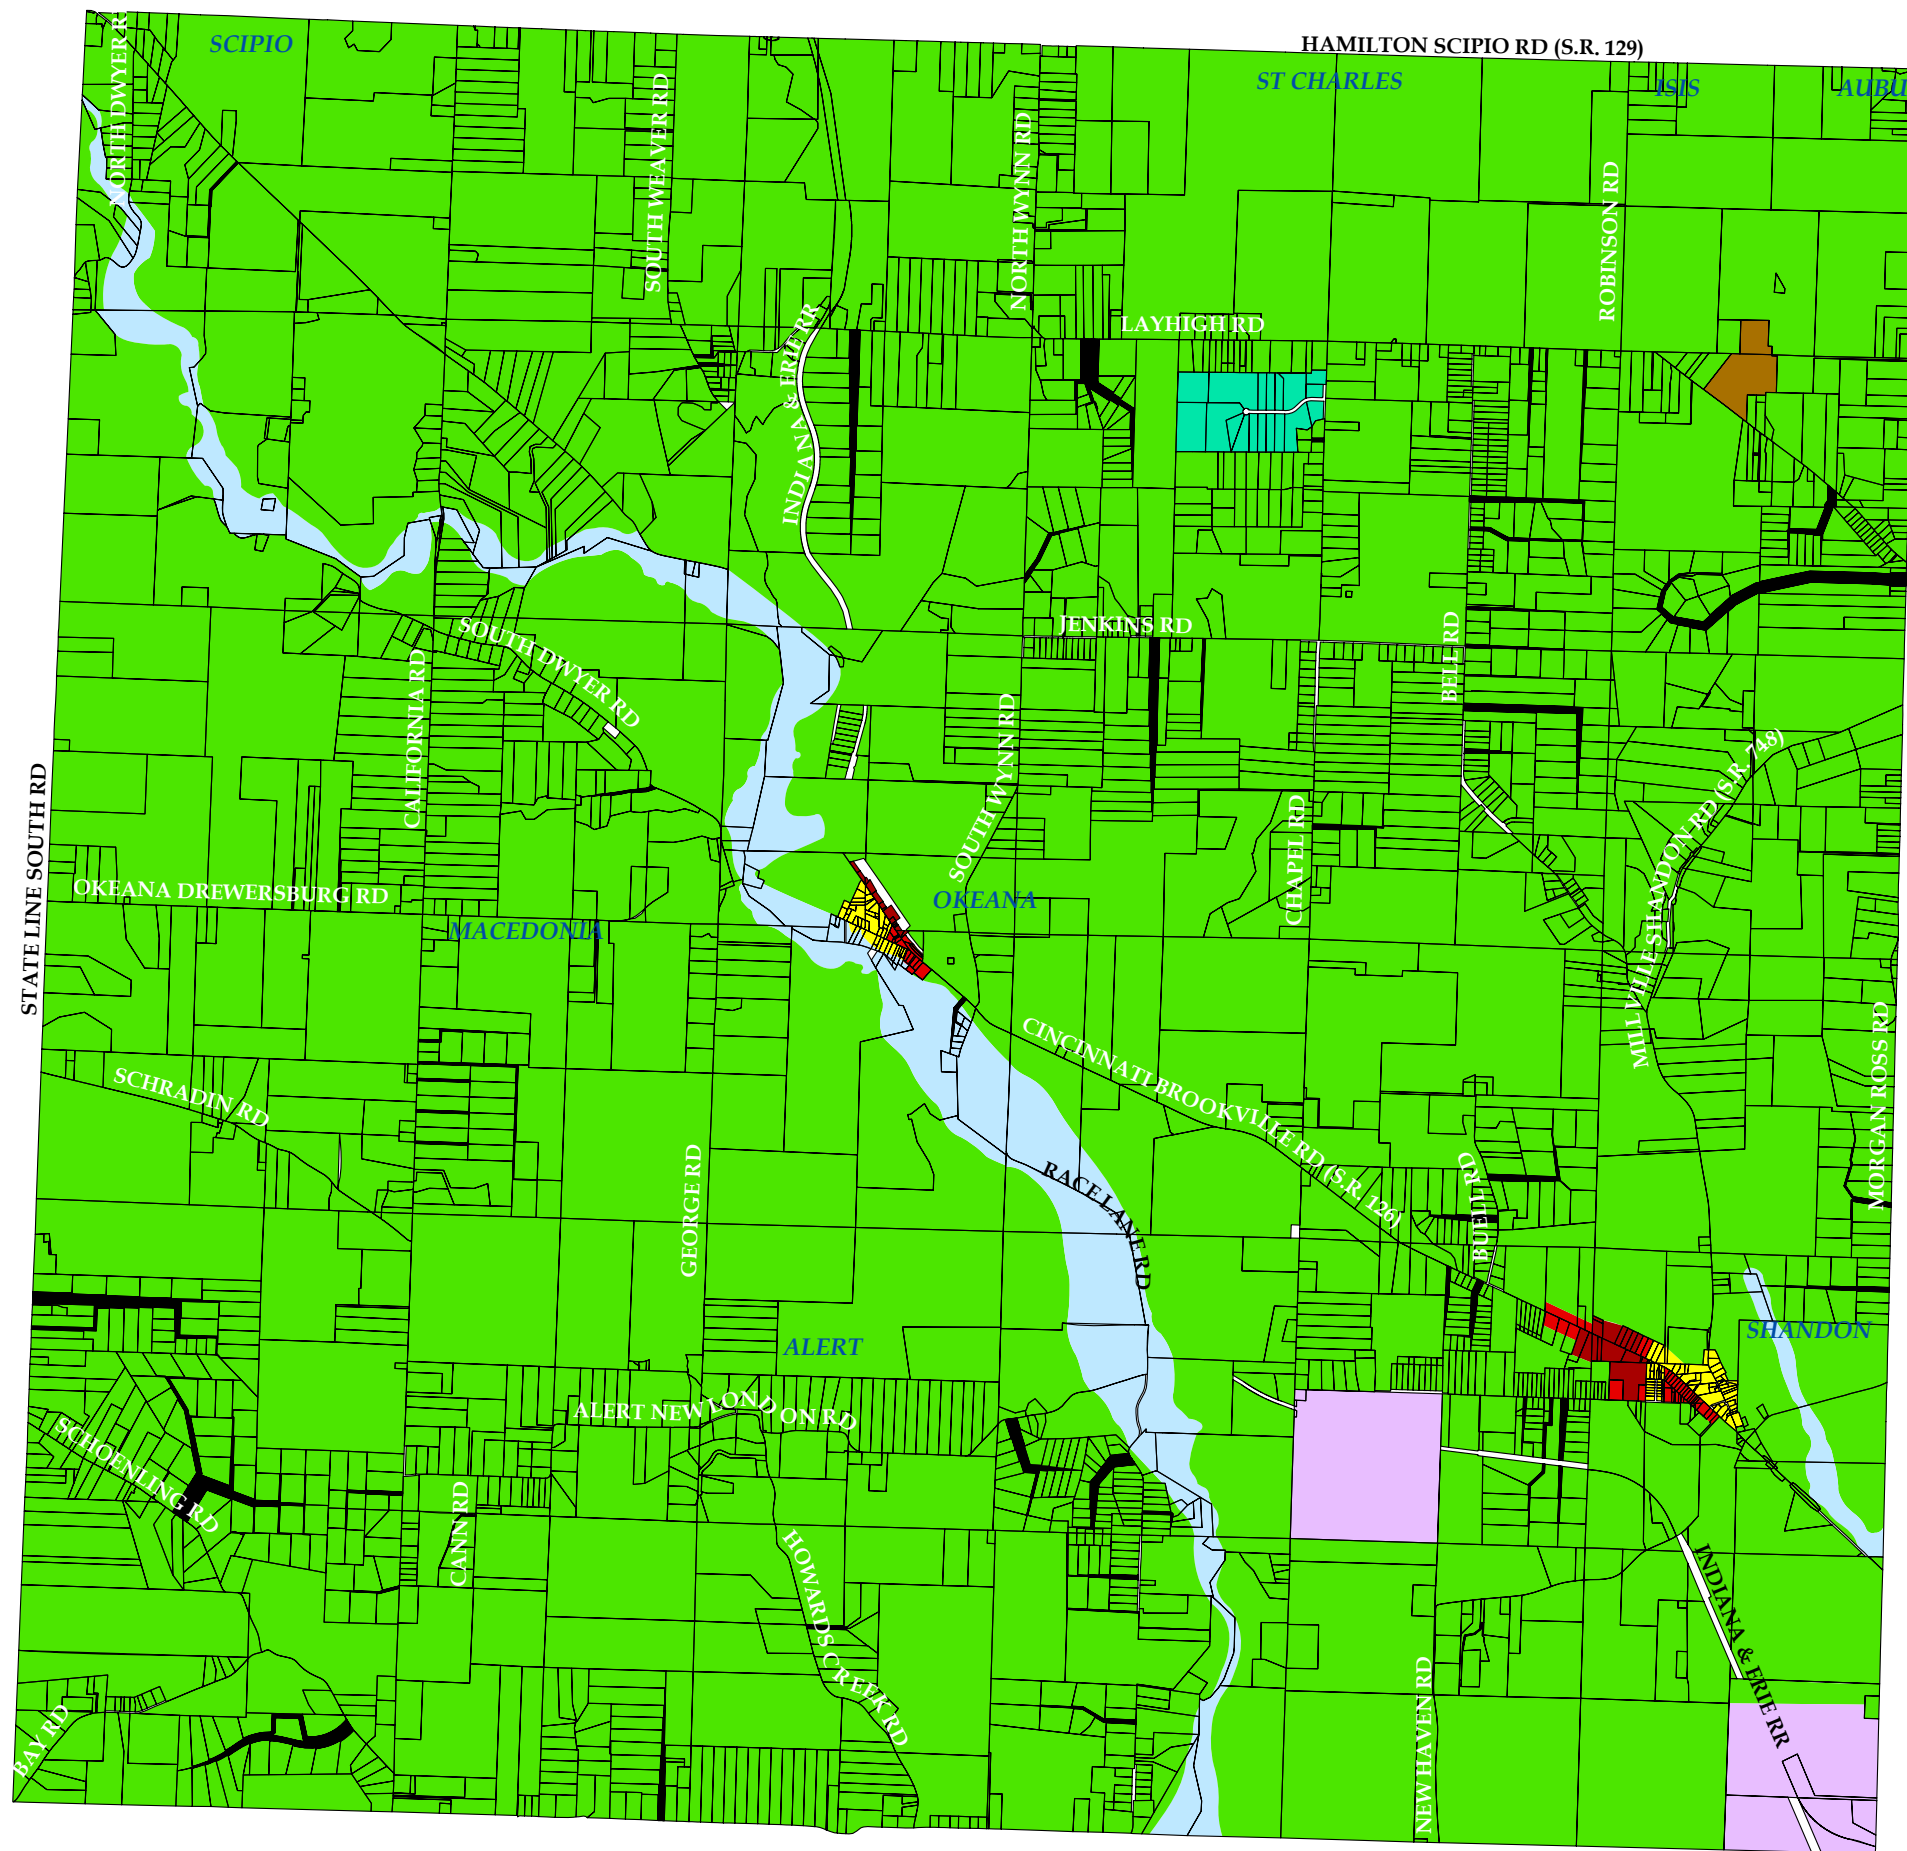 HAMILTON SCIPIO RD (S.R. 129)
SCIPIO
ST CHARLES
ISIS
AUBU
NORTH DWYER R
SOUTH WEAVER RD
NORTH WYNN RD
ROBINSON RD
LAYHIGH RD
INDIANA & ERIE RR
JENKINS RD
SOUTH DWYER RD
CALIFORNIA RD
BELL RD
SOUTH WYNN RD
MILLVILLE SHANDON RD (S.R. 748)
STATE LINE SOUTH RD
CHAPEL RD
OKEANA DREWERSBURG RD
OKEANA
MACEDONIA
CINCINNATI BROOKVILLE RD (S.R. 126)
MORGAN ROSS RD
SCHRADIN RD
GEORGE RD
RACE LANE RD
BUELL RD
SHANDON
ALERT
ALERT NEW LONDON RD
SCHOENLING RD
CANN RD
HOWARDS CREEK RD
INDIANA & ERIE RR
NEW HAVEN RD
BAY RD